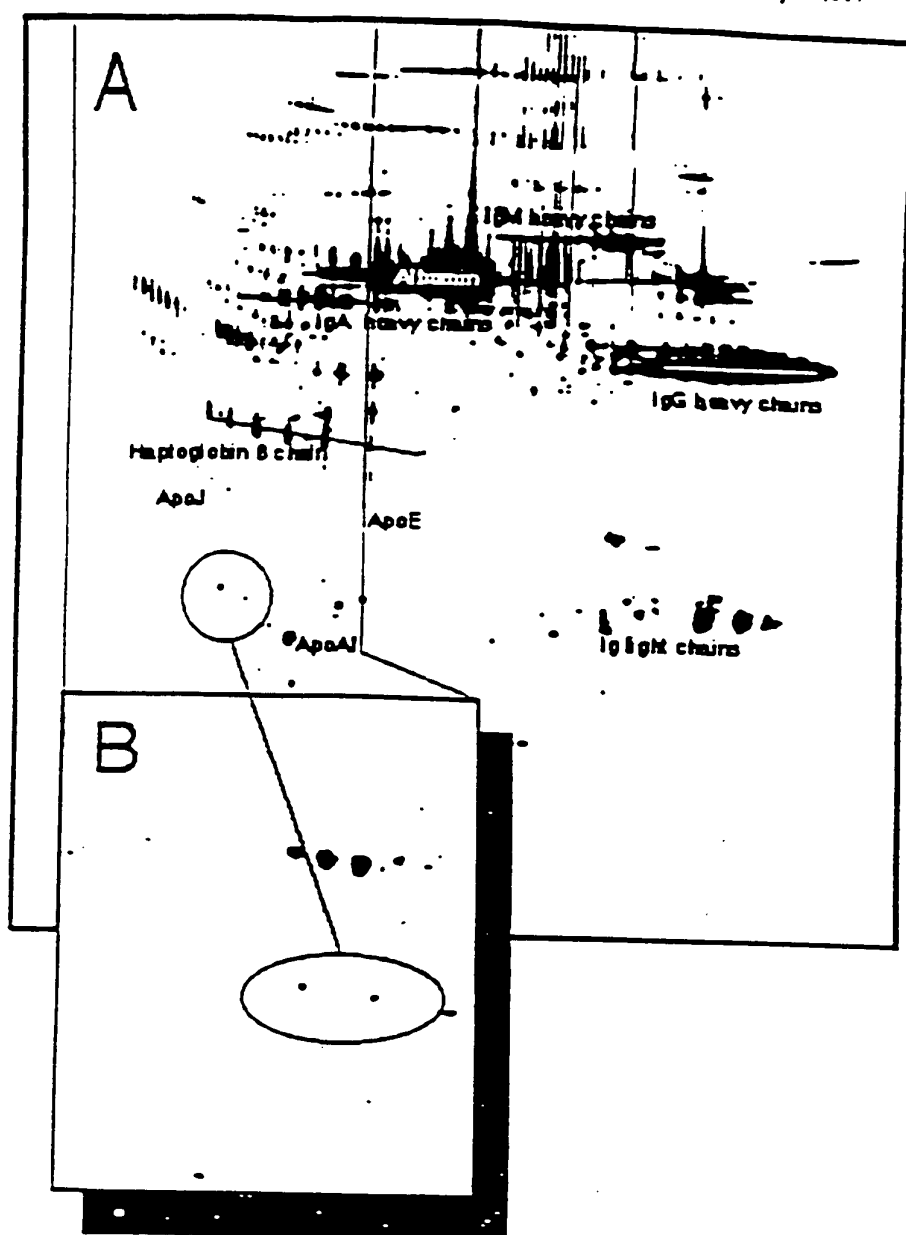 A
IgM heavy chains
Albumin
IgA heavy chains
IgG heavy chains
Haptoglobin β chain
ApoJ
ApoE
ApoAI
Ig light chains
B